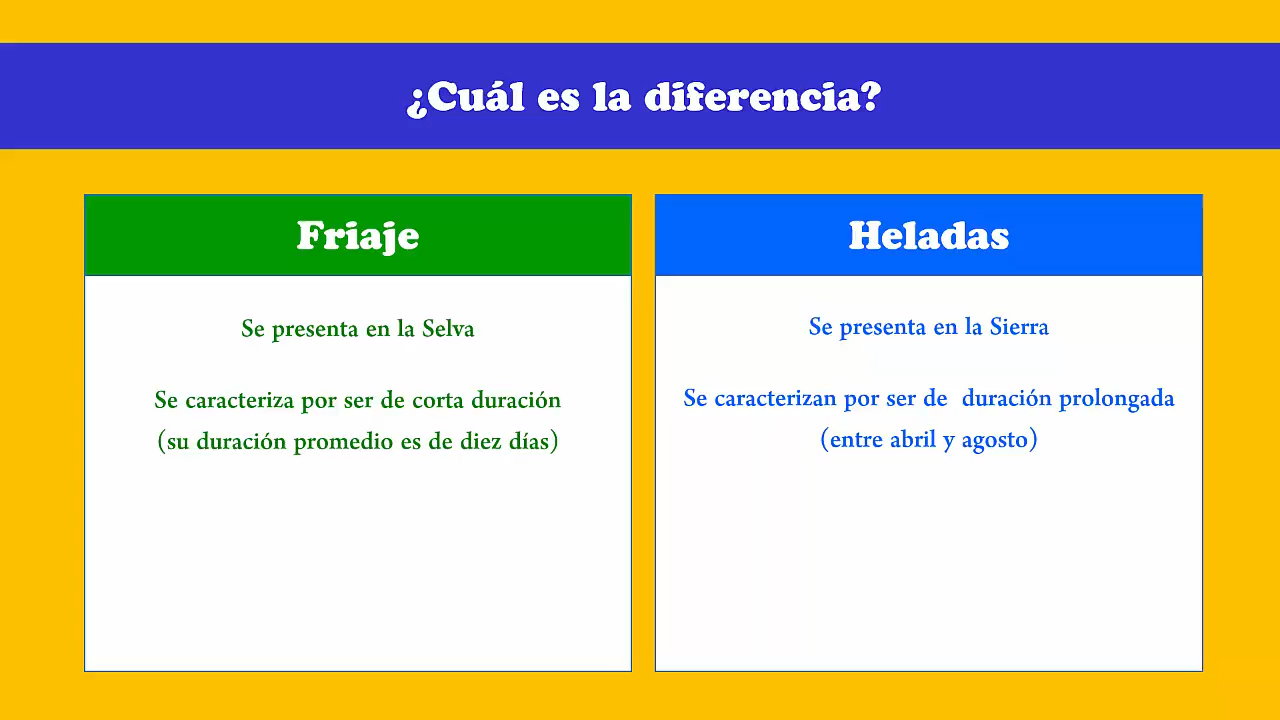 ¿Cuál es la diferencia?
Friaje
Se presenta en la Selva
Se caracteriza por ser de corta duración
(su duración promedio es de diez días)
Heladas
Se presenta en la Sierra
Se caracterizan por ser de  duración prolongada
(entre abril y agosto)